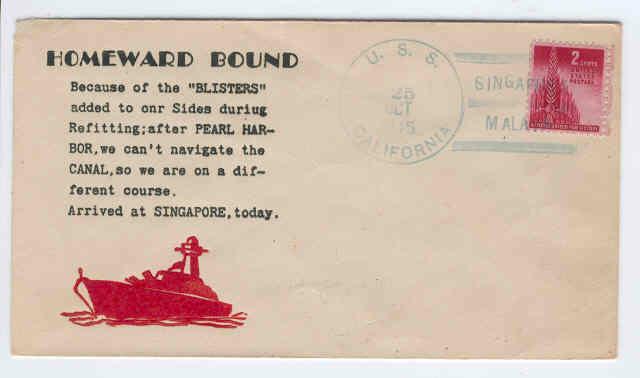 HOMEWARD BOUND
Because of the "BLISTERS"
added to onr Sides duriug
Refitting;after PEARL HAR-
BOR,we can't navigate the
CANAL,so we are on a dif-
ferent course.
Arrived at SINGAPORE,today.
U. S. S.
25
OCT
CALIFORNIA
SINGAP
MALA
2 CENTS
UNITED
STATES
POSTAGE